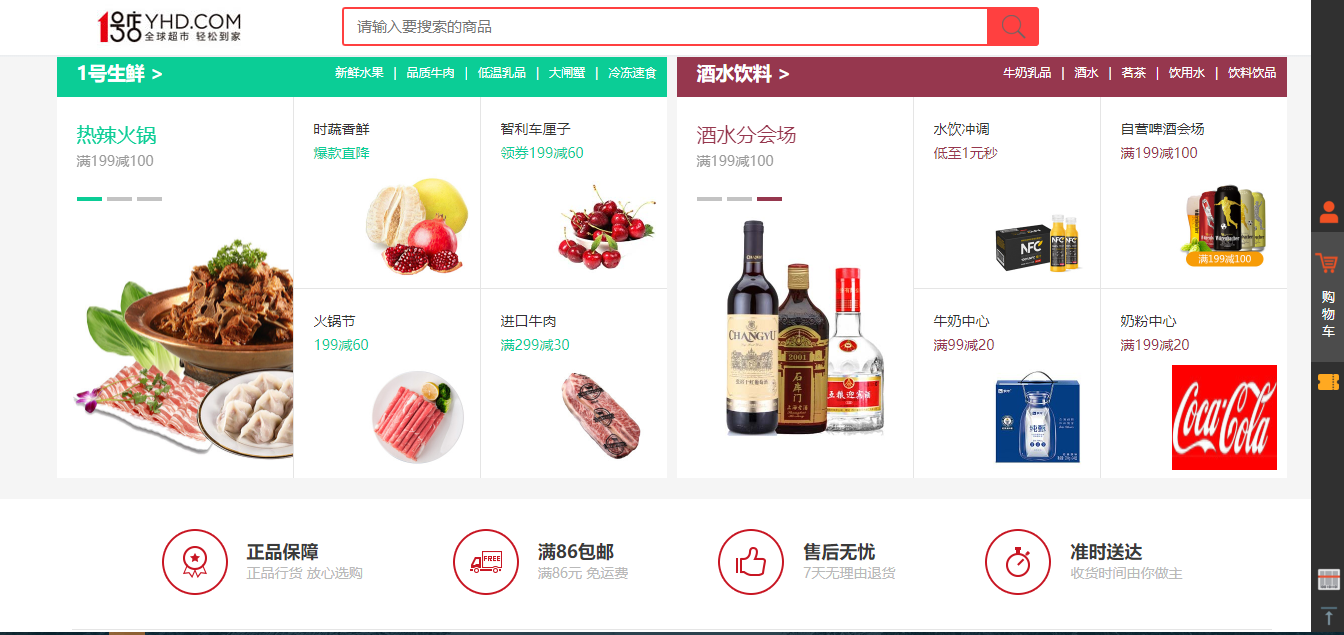 1号店 YHD.COM
全球超市 轻松到家
请输入要搜索的商品
1号生鲜 >
新鲜水果 | 品质牛肉 | 低温乳品 | 大闸蟹 | 冷冻速食
热辣火锅
满199减100
时蔬香鲜
爆款直降
智利车厘子
领券199减60
火锅节
199减60
进口牛肉
满299减30
酒水饮料 >
牛奶乳品 | 酒水 | 茗茶 | 饮用水 | 饮料饮品
酒水分会场
满199减100
CHANGYU
2001
石库门
上海老酒
五粮迎宾酒
水饮冲调
低至1元秒
NFC
NFC
NFC
自营啤酒会场
满199减100
满199减100
牛奶中心
满99减20
纯甄
奶粉中心
满199减20
Coca-Cola
购物车
正品保障
正品行货 放心选购
FREE
满86包邮
满86元 免运费
售后无忧
7天无理由退货
准时送达
收货时间由你做主